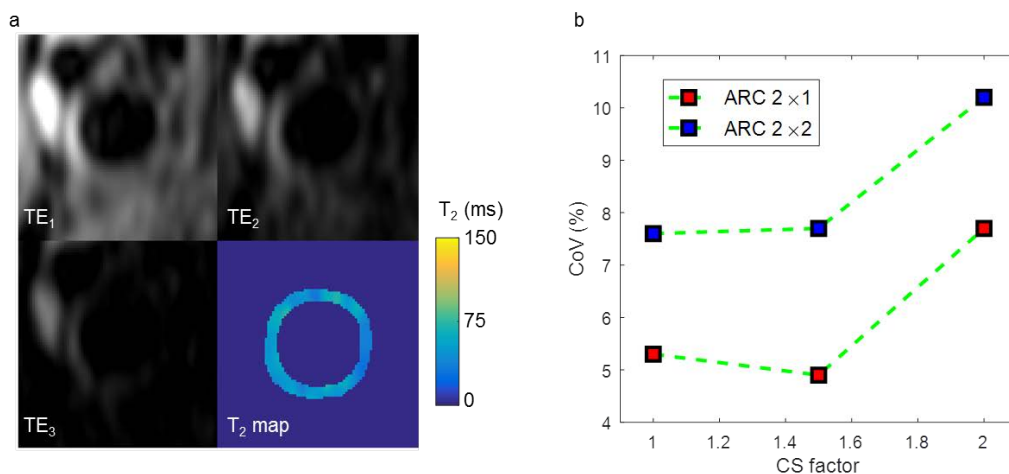 a
TE1
TE2
TE3
T2 map
T2 (ms)
150
75
0
b
11
10
9
8
7
6
5
4
CoV (%)
ARC 2 ×1
ARC 2 ×2
1 1.2 1.4 1.6 1.8 2
CS factor